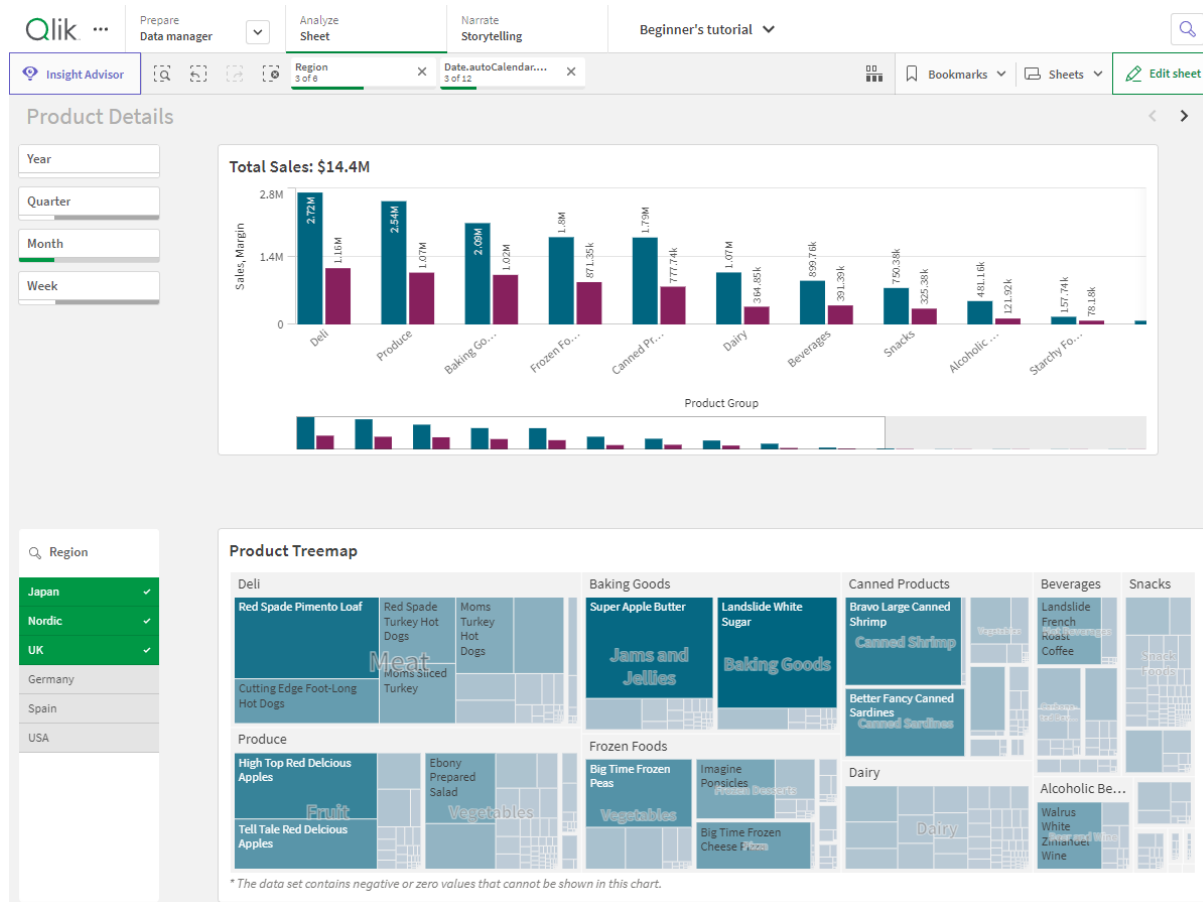 Qlik
Prepare
Data manager
Analyze
Sheet
Narrate
Storytelling
Beginner's tutorial
Insight Advisor
Region
3 of 6
Date.autoCalendar....
3 of 12
Bookmarks
Sheets
Edit sheet
Product Details
Year
Quarter
Month
Week
Total Sales: $14.4M
Sales, Margin
2.8M
1.4M
0
2.72M
1.16M
2.54M
1.07M
2.09M
1.02M
1.8M
871.35k
1.79M
777.74k
1.07M
364.85k
899.76k
391.39k
750.38k
325.38k
481.16k
121.92k
157.74k
78.18k
Deli
Produce
Baking Go...
Frozen Fo...
Canned Pr...
Dairy
Beverages
Snacks
Alcoholic ...
Starchy Fo...
Product Group
Region
Japan
Nordic
UK
Germany
Spain
USA
Product Treemap
Deli
Red Spade Pimento Loaf
Red Spade
Turkey Hot
Dogs
Moms
Turkey
Hot
Dogs
Meat
Cutting Edge Foot-Long
Hot Dogs
Moms Sliced
Turkey
Produce
High Top Red Delcious
Apples
Fruit
Tell Tale Red Delcious
Apples
Ebony
Prepared
Salad
Vegetables
Baking Goods
Super Apple Butter
Jams and
Jellies
Landslide White
Sugar
Baking Goods
Frozen Foods
Big Time Frozen
Peas
Vegetables
Imagine
Popsicles
Frozen Desserts
Big Time Frozen
Cheese Pizza
Pizza
Canned Products
Bravo Large Canned
Shrimp
Canned Shrimp
Better Fancy Canned
Sardines
Canned Sardines
Vegetables
Dairy
Dairy
Beverages
Landslide
French
Roast
Coffee
Hot Beverages
Alcoholic Be...
Walrus
White
Zinfandel
Wine
Beer and Wine
Snacks
Snack
Foods
* The data set contains negative or zero values that cannot be shown in this chart.